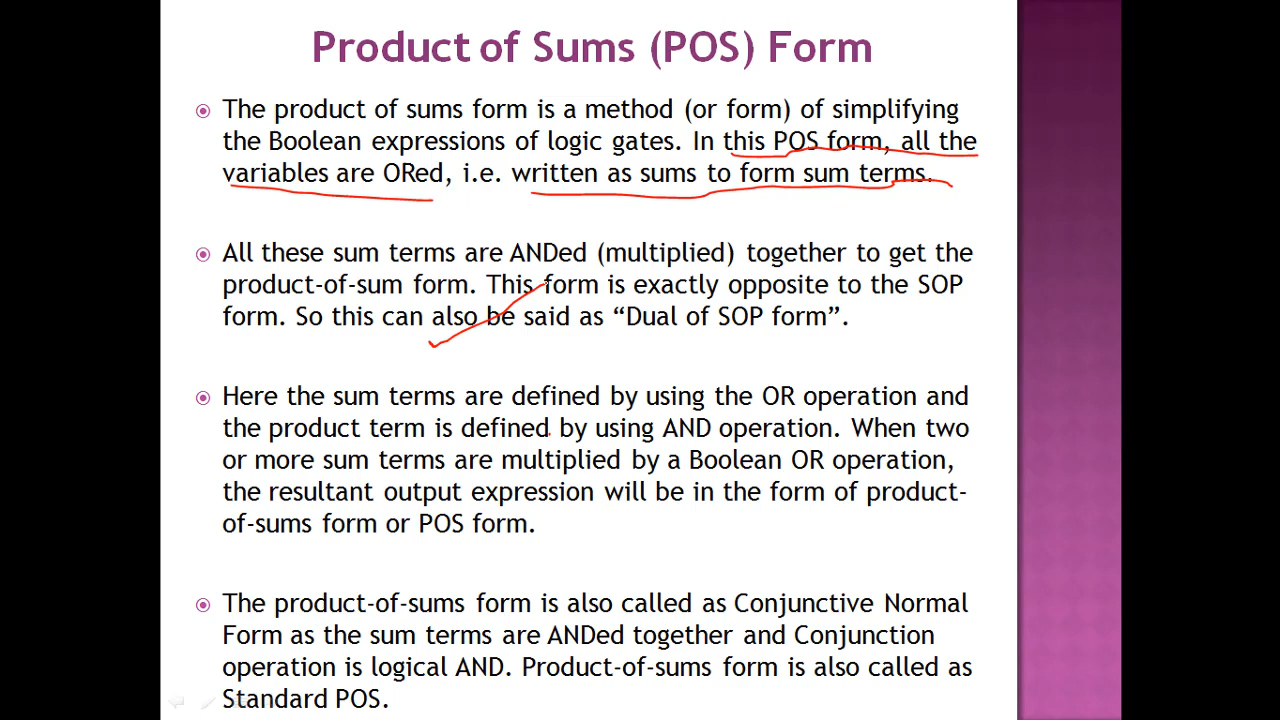 Product of Sums (POS) Form
The product of sums form is a method (or form) of simplifying
the Boolean expressions of logic gates. In this POS form, all the
variables are ORed, i.e. written as sums to form sum terms.
All these sum terms are ANDed (multiplied) together to get the
product-of-sum form. This form is exactly opposite to the SOP
form. So this can also be said as “Dual of SOP form”.
Here the sum terms are defined by using the OR operation and
the product term is defined by using AND operation. When two
or more sum terms are multiplied by a Boolean OR operation,
the resultant output expression will be in the form of product-
of-sums form or POS form.
The product-of-sums form is also called as Conjunctive Normal
Form as the sum terms are ANDed together and Conjunction
operation is logical AND. Product-of-sums form is also called as
Standard POS.